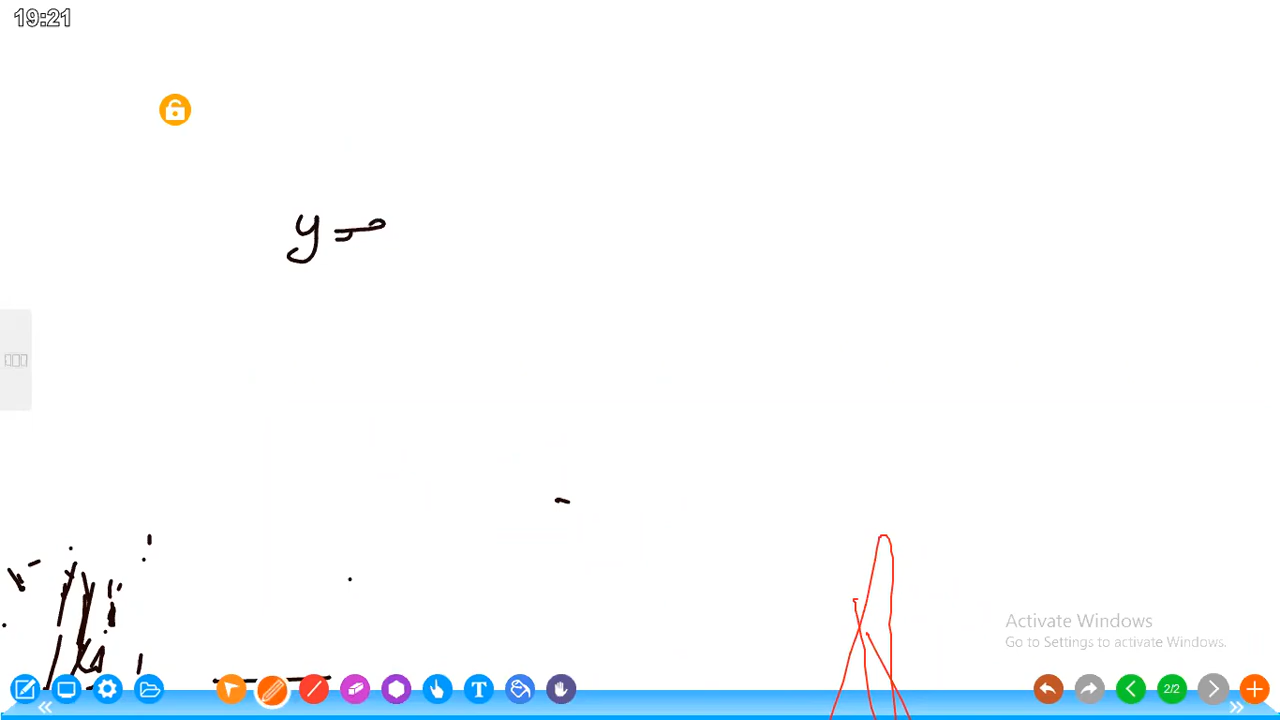 19:21
y=
Activate Windows
Go to Settings to activate Windows.
T
2/2